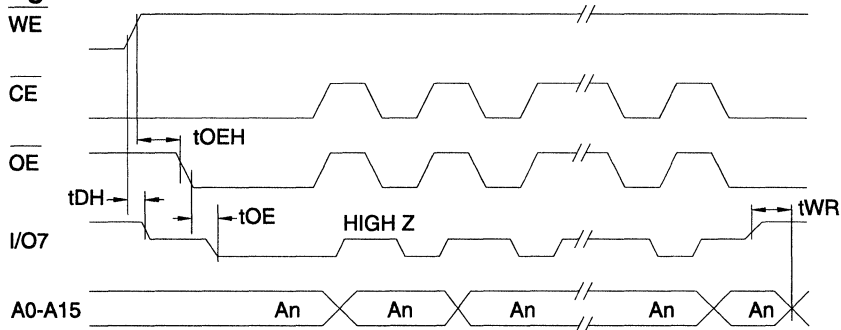 WE
CE
tOEH
OE
tDH
tOE
HIGH Z
tWR
I/O7
A0-A15
An
An
An
An
An